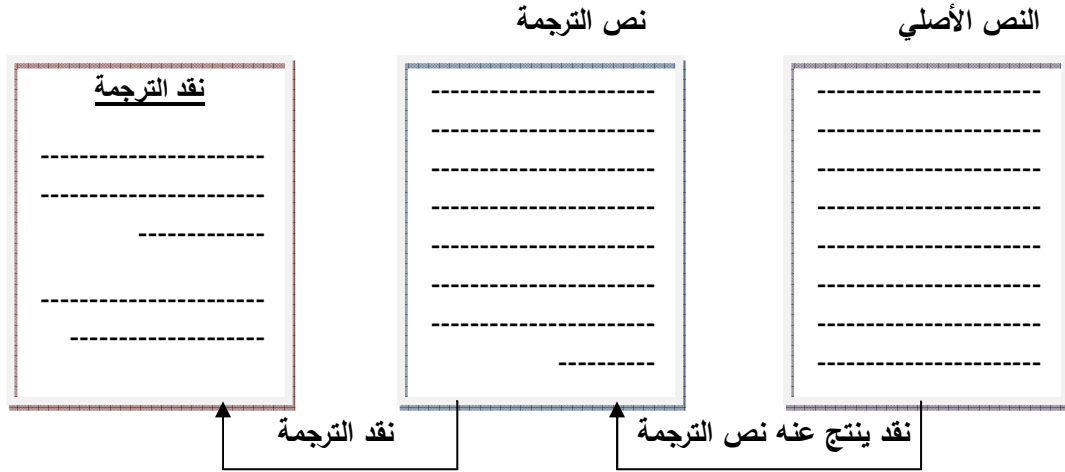 النص الأصلي
نص الترجمة
نقد الترجمة
نقد ينتج عنه نص الترجمة
نقد الترجمة